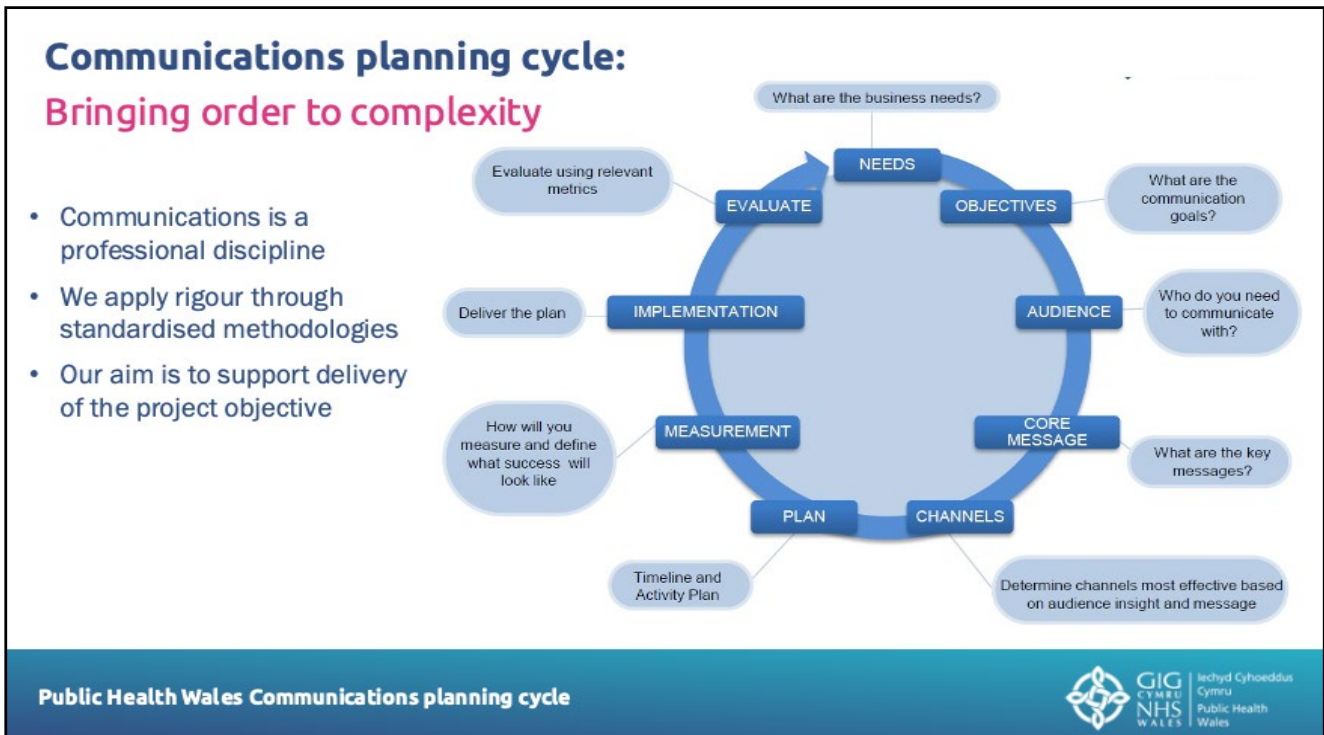 Communications planning cycle:
Bringing order to complexity
• Communications is a
professional discipline
• We apply rigour through
standardised methodologies
• Our aim is to support delivery
of the project objective
What are the business needs?
NEEDS
OBJECTIVES
What are the
communication
goals?
AUDIENCE
Who do you need
to communicate
with?
CORE
MESSAGE
What are the key
messages?
CHANNELS
Determine channels most effective based
on audience insight and message
PLAN
Timeline and
Activity Plan
MEASUREMENT
How will you
measure and define
what success will
look like
IMPLEMENTATION
Deliver the plan
EVALUATE
Evaluate using relevant
metrics
Public Health Wales Communications planning cycle
GIG
CYMRU
NHS
WALES
Iechyd Cyhoeddus
Cymru
Public Health
Wales